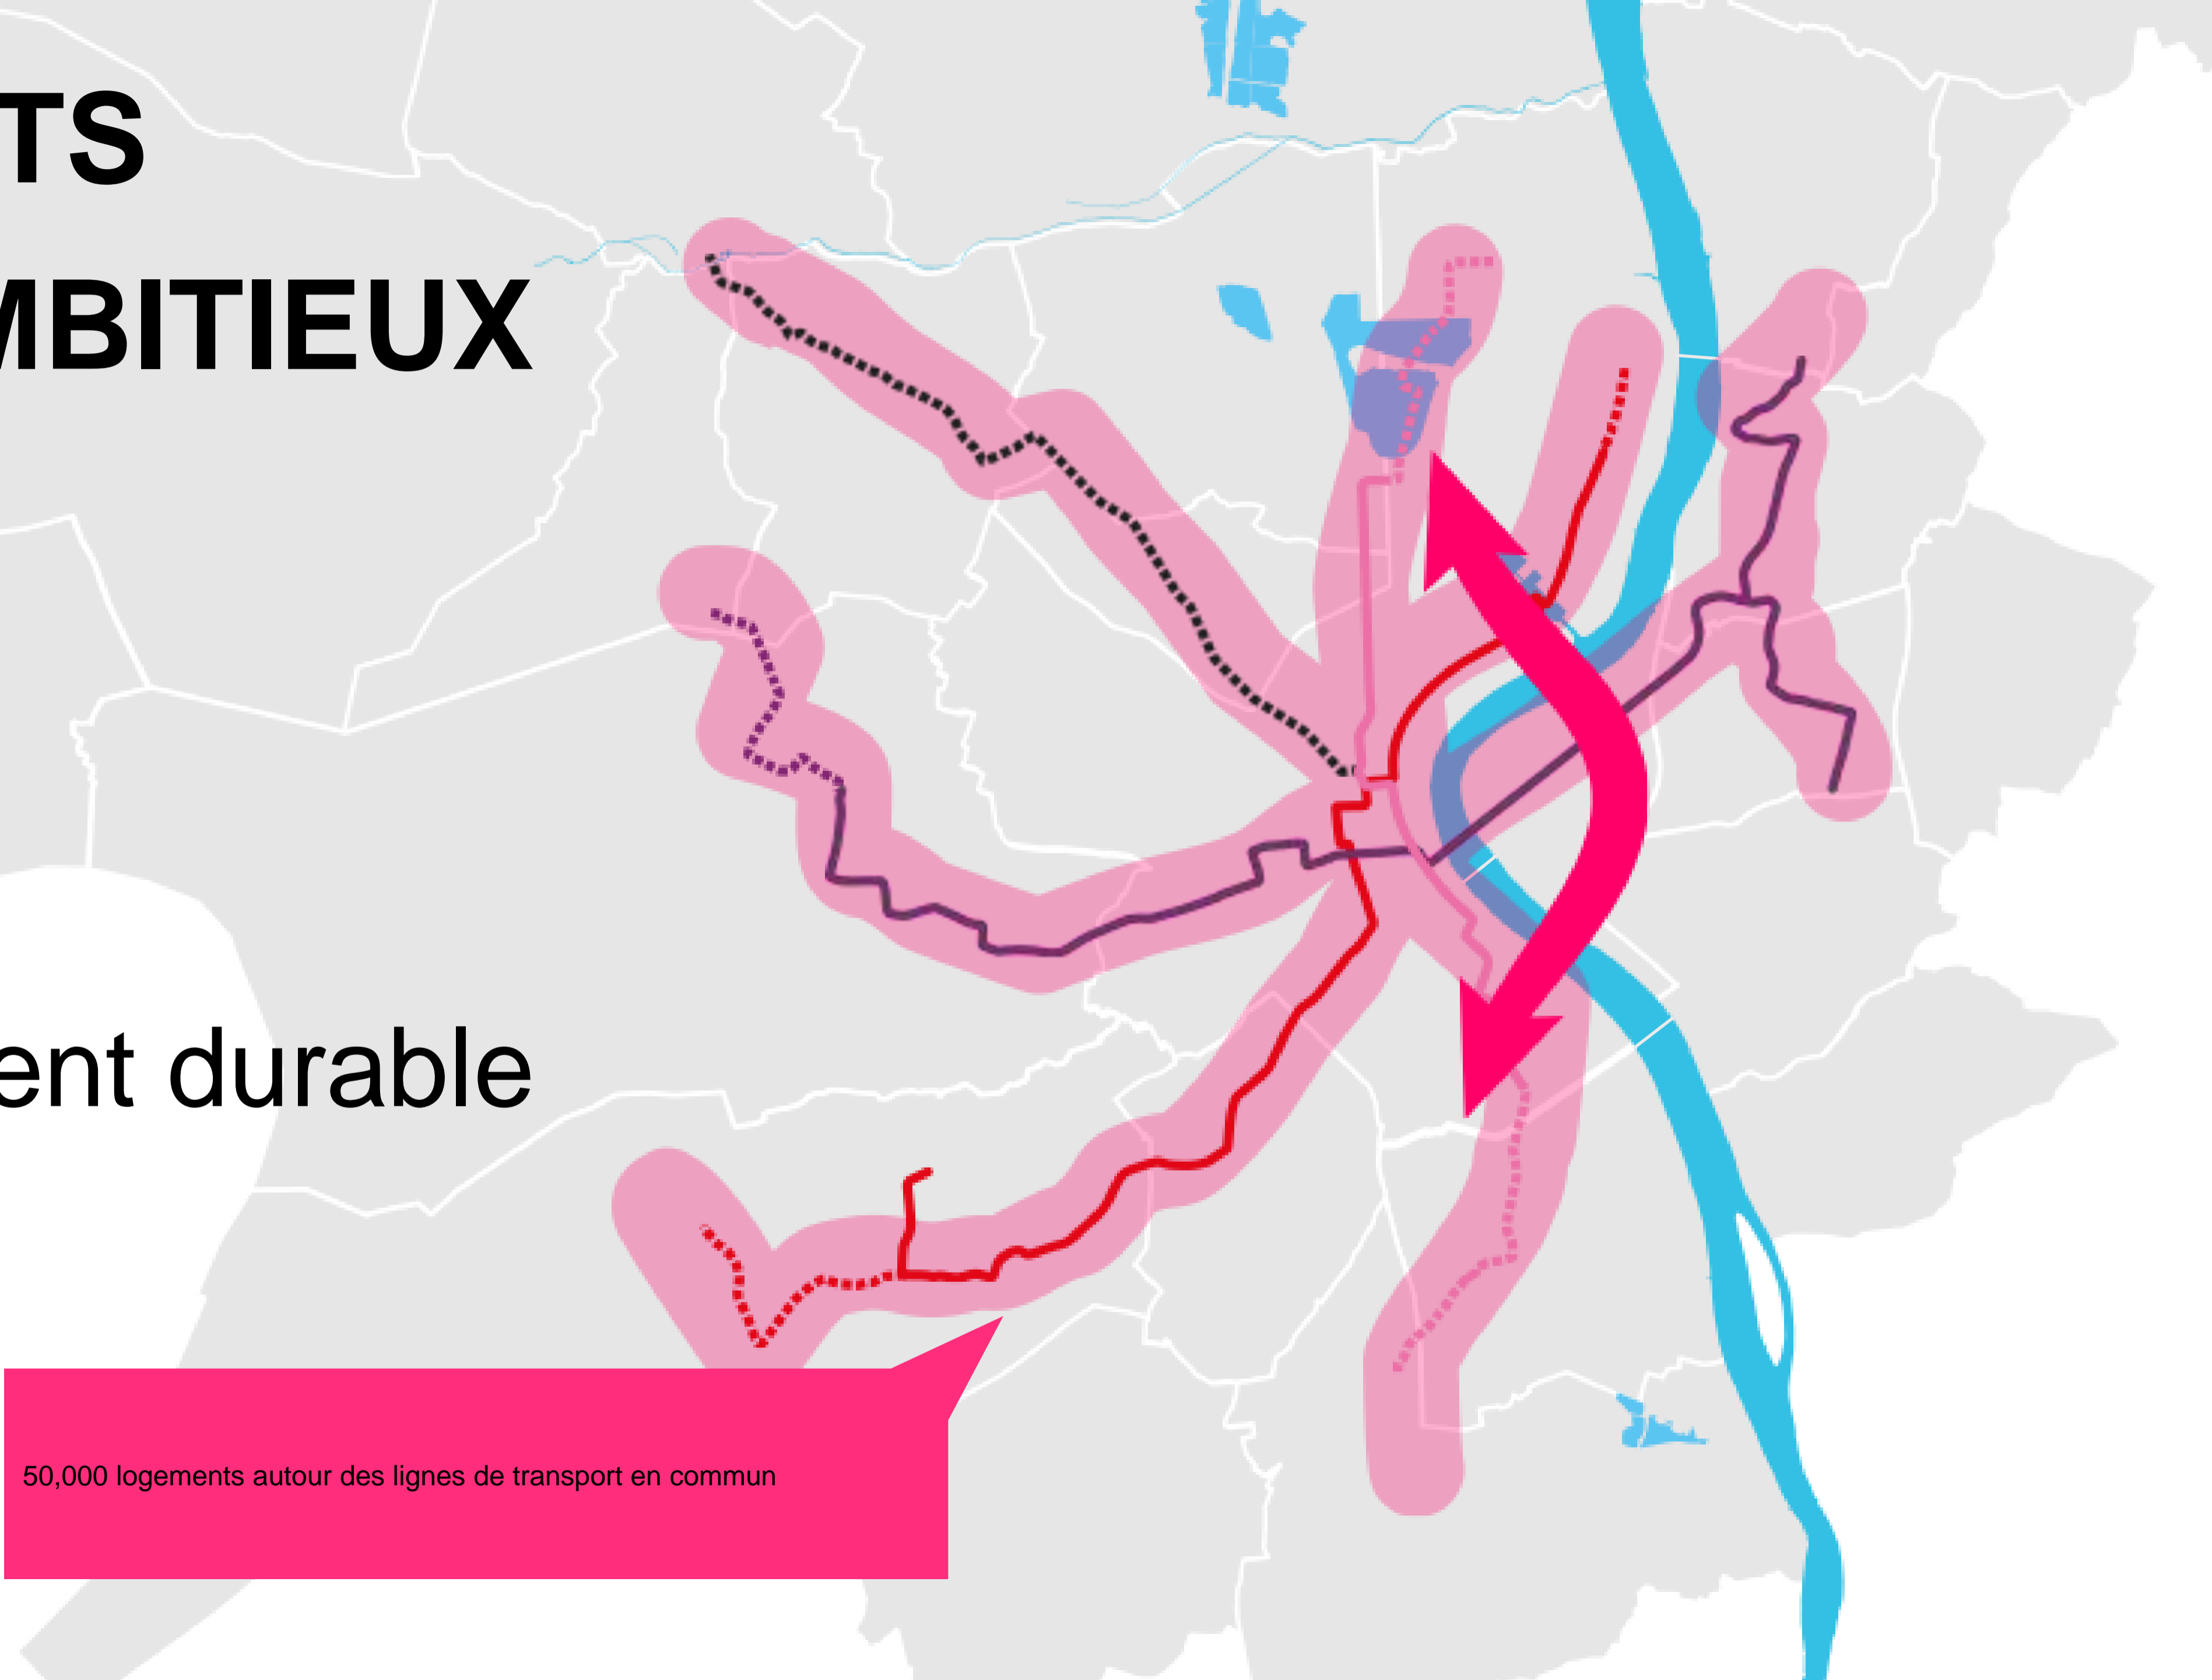 TS
MBITIEUX
ent durable
50,000 logements autour des lignes de transport en commun